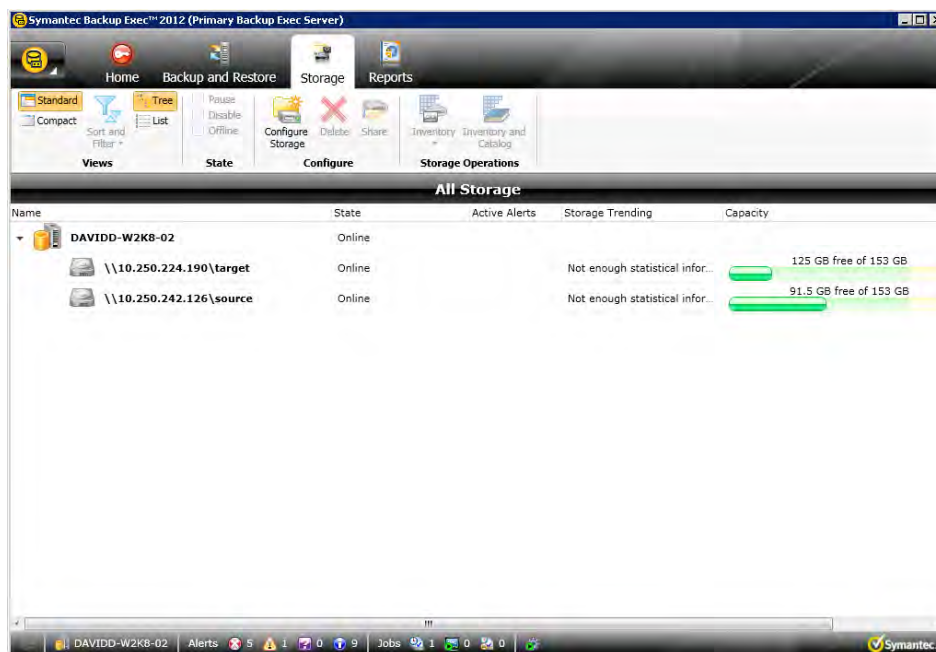 Symantec Backup Exec™ 2012 (Primary Backup Exec Server)
Home Backup and Restore Storage Reports
Standard Tree Pause
Compact List Disable
Sort and Filter Offline
Configure Storage Delete Share Inventory Inventory and Catalog
Views State Configure Storage Operations
All Storage
Name State Active Alerts Storage Trending Capacity
DAVIDD-W2K8-02 Online
\\10.250.224.190\target Online Not enough statistical infor... 125 GB free of 153 GB
\\10.250.242.126\source Online Not enough statistical infor... 91.5 GB free of 153 GB
DAVIDD-W2K8-02 Alerts 5 1 0 9 Jobs 1 0 0 Symantec.